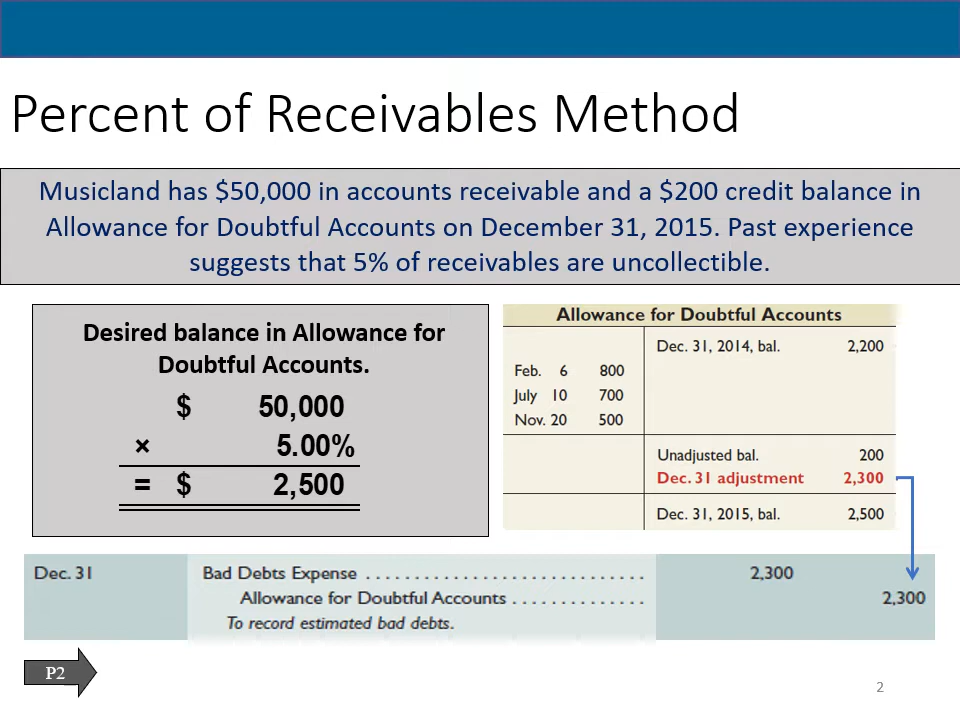 Percent of Receivables Method
Musicland has $50,000 in accounts receivable and a $200 credit balance in
Allowance for Doubtful Accounts on December 31, 2015. Past experience
suggests that 5% of receivables are uncollectible.
Desired balance in Allowance for
Doubtful Accounts.
$ 50,000
× 5.00%
= $ 2,500
Allowance for Doubtful Accounts
Dec. 31, 2014, bal. 2,200
Feb. 6 800
July 10 700
Nov. 20 500
Unadjusted bal. 200
Dec. 31 adjustment 2,300
Dec. 31, 2015, bal. 2,500
Dec. 31 Bad Debts Expense . . . . . . . . . . . . . . . . . . . . . . . . . . . . 2,300
Allowance for Doubtful Accounts . . . . . . . . . . . . . . 2,300
To record estimated bad debts.
P2
2